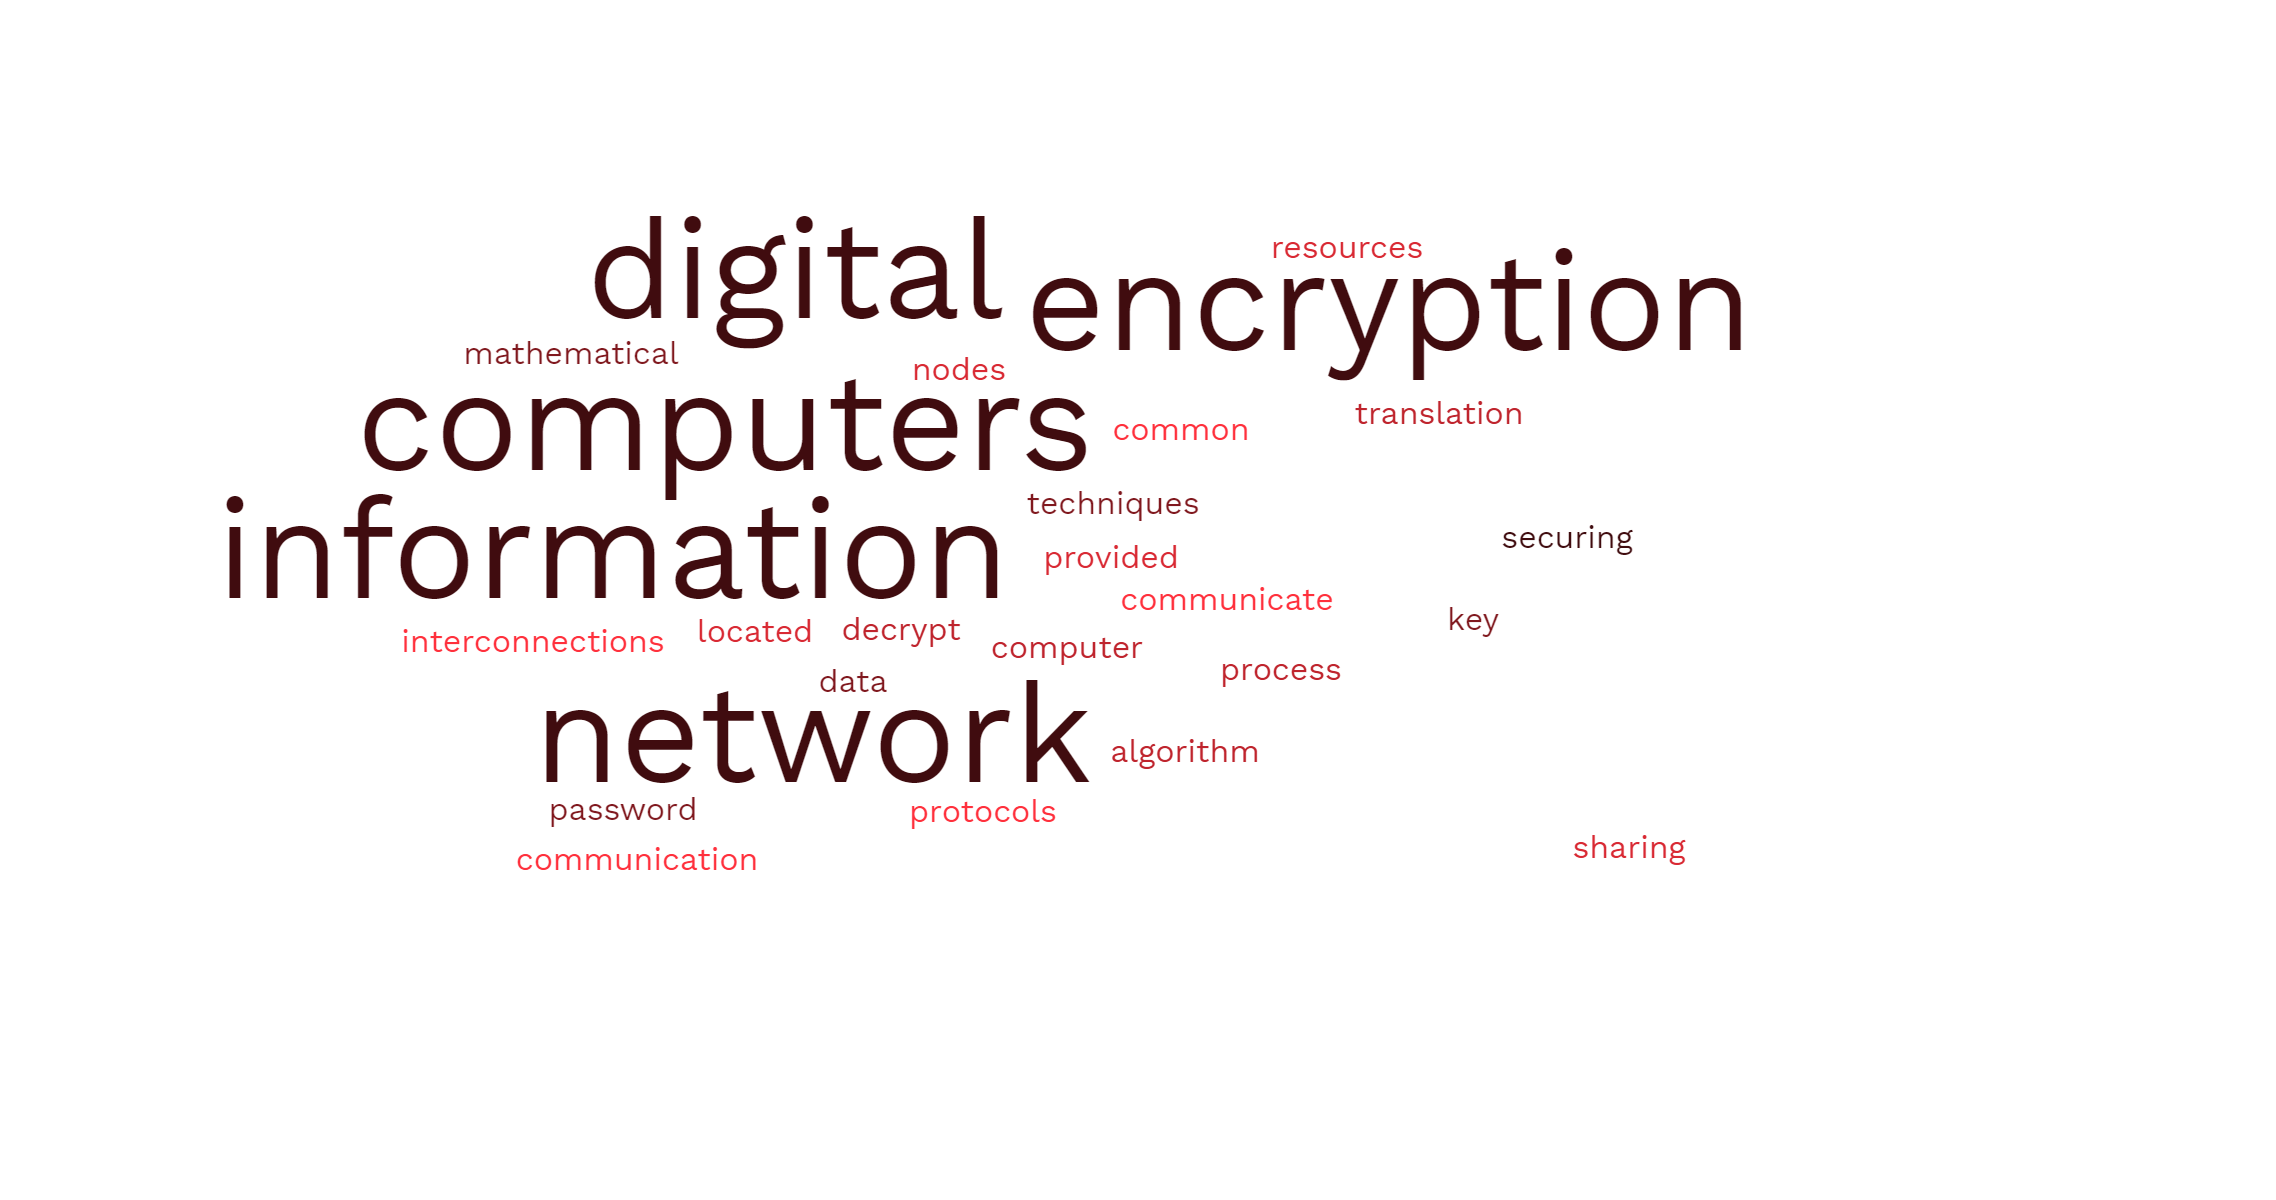 digital
resources
encryption
mathematical
nodes
computers
translation
common
techniques
securing
information
provided
communicate
key
interconnections
located
decrypt
computer
process
data
network
algorithm
password
protocols
sharing
communication